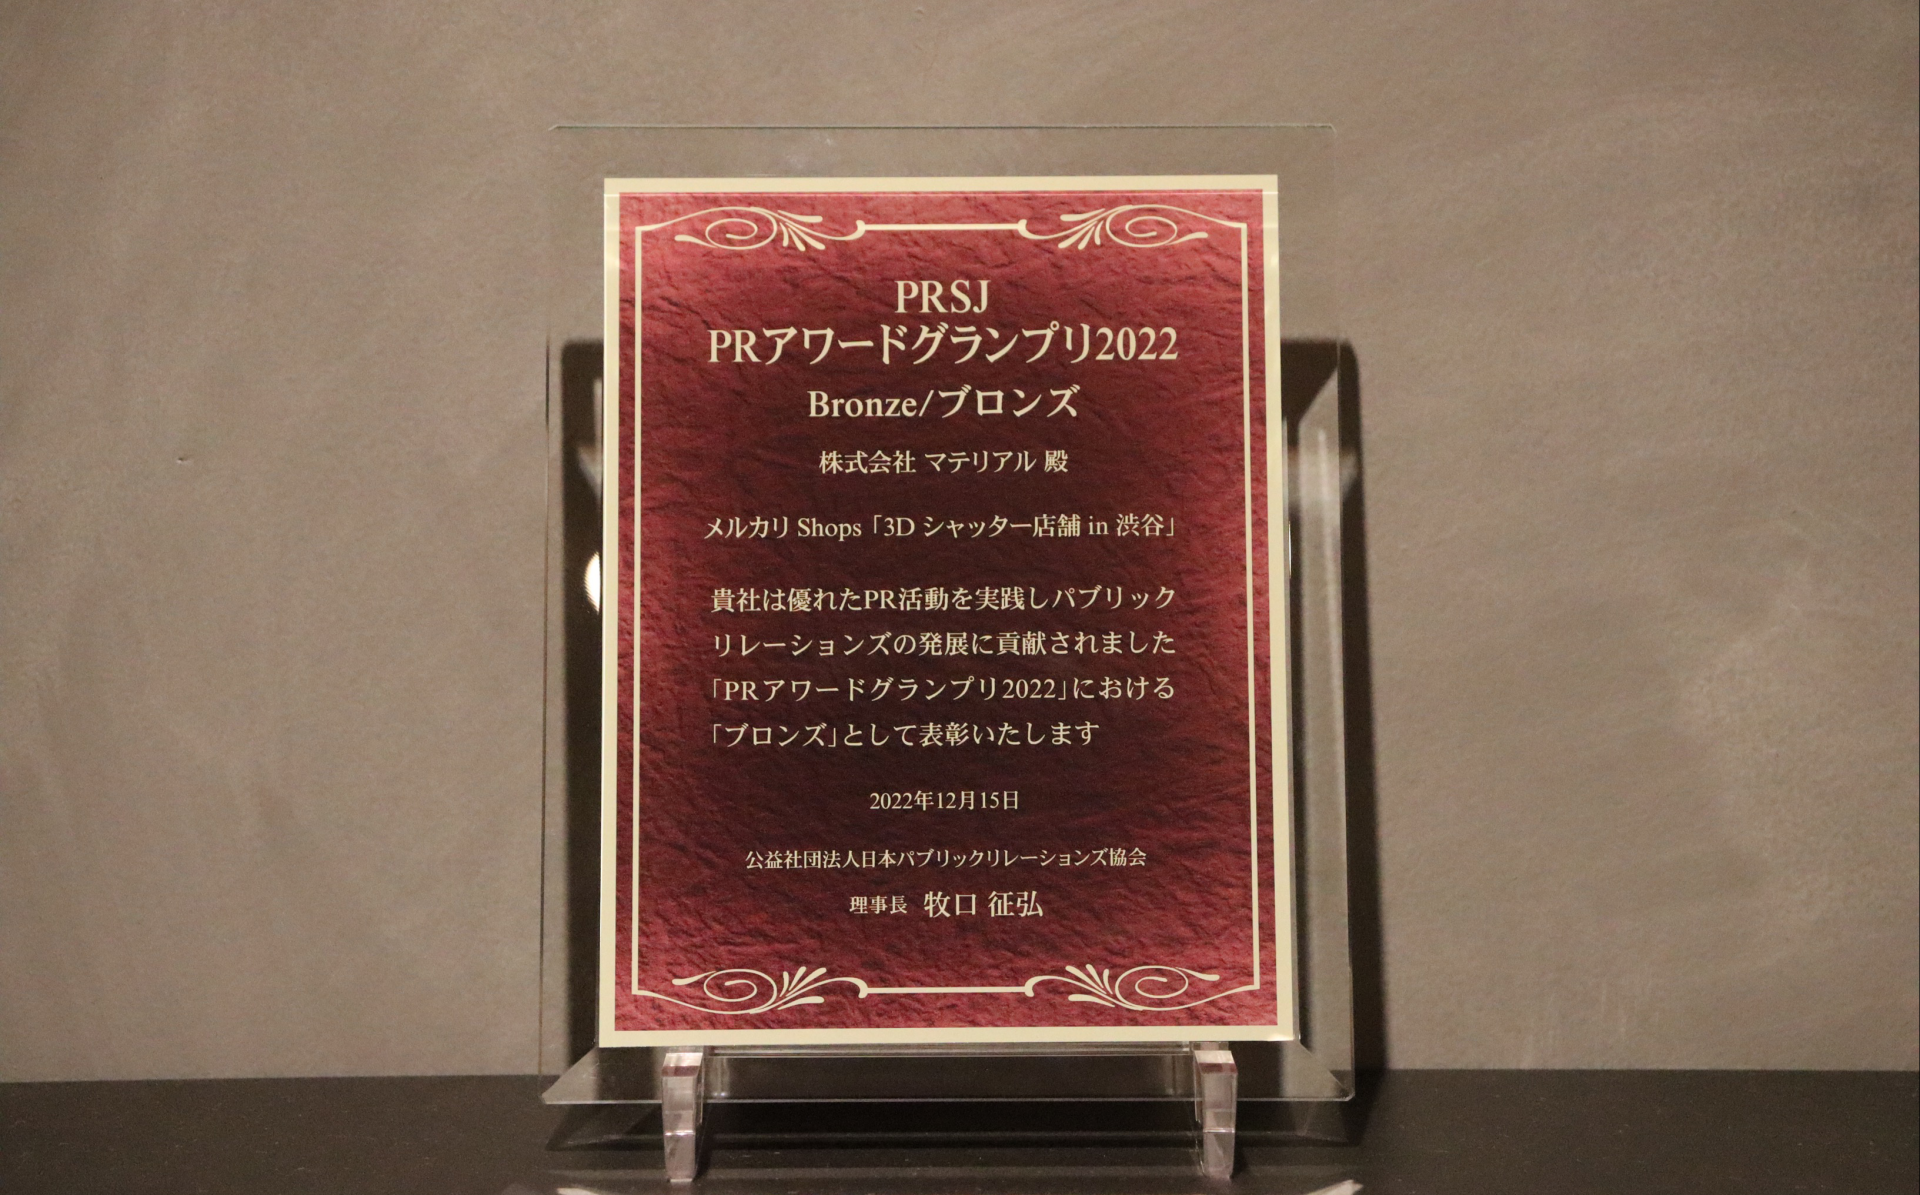 PRSJ
PRアワードグランプリ2022
Bronze/ブロンズ
株式会社 マテリアル 殿
メルカリ Shops「3D シャッター店舗 in 渋谷」
貴社は優れたPR活動を実践しパブリック
リレーションズの発展に貢献されました
「PRアワードグランプリ2022」における
「ブロンズ」として表彰いたします
2022年12月15日
公益社団法人日本パブリックリレーションズ協会
理事長 牧口 征弘